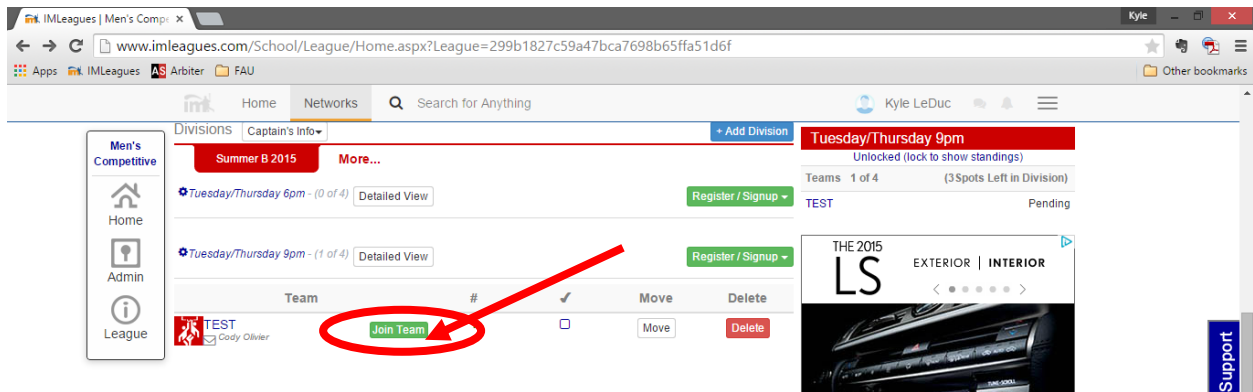 IMLeagues | Men's Compe
Kyle
www.imleagues.com/School/League/Home.aspx?League=299b1827c59a47bca7698b65ffa51d6f
Apps IMLeagues AS Arbiter FAU Other bookmarks
im Home Networks Search for Anything Kyle LeDuc
Men's
Competitive
Home
Admin
League
Divisions Captain's Info + Add Division
Summer B 2015 More...
Tuesday/Thursday 6pm - (0 of 4) Detailed View Register / Signup
Tuesday/Thursday 9pm - (1 of 4) Detailed View Register / Signup
Team # ✔ Move Delete
TEST Join Team Move Delete
Cody Olivier
Tuesday/Thursday 9pm
Unlocked (lock to show standings)
Teams 1 of 4 (3 Spots Left in Division)
TEST Pending
THE 2015
LS EXTERIOR | INTERIOR
Support